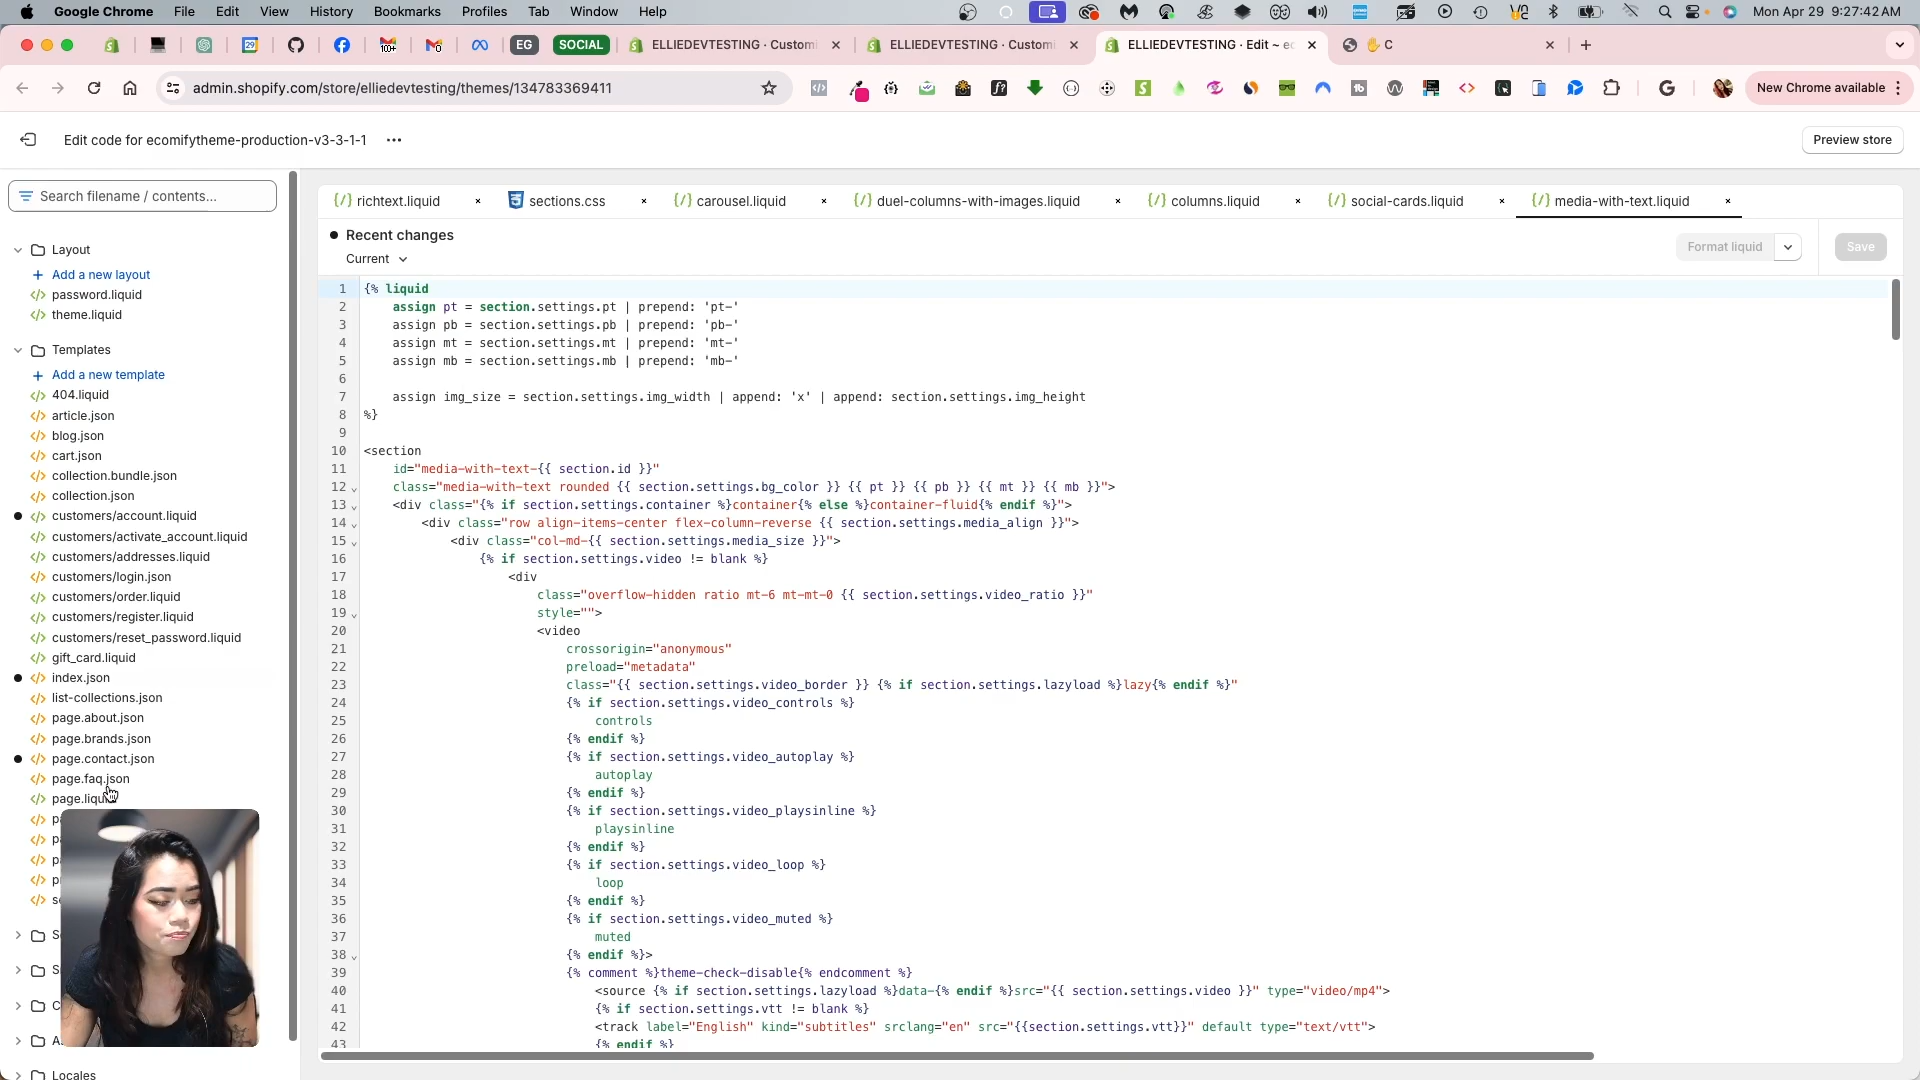 Google Chrome File Edit View History Bookmarks Profiles Tab Window Help Mon Apr 29 9:27:42 AM
100+ EG SOCIAL ELLIEDEVTESTING · Customi ELLIEDEVTESTING · Customi ELLIEDEVTESTING · Edit ~ ec C
admin.shopify.com/store/elliedevtesting/themes/134783369411 New Chrome available
Edit code for ecomifytheme-production-v3-3-1-1 Preview store
Search filename / contents...
Layout
Add a new layout
password.liquid
theme.liquid
Templates
Add a new template
404.liquid
article.json
blog.json
cart.json
collection.bundle.json
collection.json
customers/account.liquid
customers/activate_account.liquid
customers/addresses.liquid
customers/login.json
customers/order.liquid
customers/register.liquid
customers/reset_password.liquid
gift_card.liquid
index.json
list-collections.json
page.about.json
page.brands.json
page.contact.json
page.faq.json
Locales
richtext.liquid sections.css carousel.liquid duel-columns-with-images.liquid columns.liquid social-cards.liquid media-with-text.liquid
Recent changes
Current
Format liquid Save
1 {% liquid
2 assign pt = section.settings.pt | prepend: 'pt-'
3 assign pb = section.settings.pb | prepend: 'pb-'
4 assign mt = section.settings.mt | prepend: 'mt-'
5 assign mb = section.settings.mb | prepend: 'mb-'
6
7 assign img_size = section.settings.img_width | append: 'x' | append: section.settings.img_height
8 %}
9
10 <section
11 id="media-with-text-{{ section.id }}"
12 class="media-with-text rounded {{ section.settings.bg_color }} {{ pt }} {{ pb }} {{ mt }} {{ mb }}">
13 <div class="{% if section.settings.container %}container{% else %}container-fluid{% endif %}">
14 <div class="row align-items-center flex-column-reverse {{ section.settings.media_align }}">
15 <div class="col-md-{{ section.settings.media_size }}">
16 {% if section.settings.video != blank %}
17 <div
18 class="overflow-hidden ratio mt-6 mt-mt-0 {{ section.settings.video_ratio }}"
19 style="">
20 <video
21 crossorigin="anonymous"
22 preload="metadata"
23 class="{{ section.settings.video_border }} {% if section.settings.lazyload %}lazy{% endif %}"
24 {% if section.settings.video_controls %}
25 controls
26 {% endif %}
27 {% if section.settings.video_autoplay %}
28 autoplay
29 {% endif %}
30 {% if section.settings.video_playsinline %}
31 playsinline
32 {% endif %}
33 {% if section.settings.video_loop %}
34 loop
35 {% endif %}
36 {% if section.settings.video_muted %}
37 muted
38 {% endif %}>
39 {% comment %}theme-check-disable{% endcomment %}
40 <source {% if section.settings.lazyload %}data-{% endif %}src="{{ section.settings.video }}" type="video/mp4">
41 {% if section.settings.vtt != blank %}
42 <track label="English" kind="subtitles" srclang="en" src="{{section.settings.vtt}}" default type="text/vtt">
43 {% endif %}